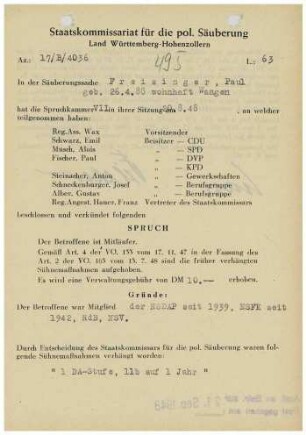 Staatskommissariat für die pol. Säuberung
Land Württemberg-Hohenzollern
Az: 17/B/4036 L: 63
495
In der Säuberungssache Freisinger, Paul
geb. 26.4.80 wohnhaft Wangen
hat die Spruchkammer VII in ihrer Sitzung am 20.8.48, an welcher
teilgenommen haben:
Reg.Ass. Wax Vorsitzender
Schwarz, Emil Beisitzer - CDU
Munsh, Alois „ - SPD
Fischer, Paul „ - DVP
„ - KPD
Steinacher, Anton „ - Gewerkschaften
Schneckenburger, Josef „ - Berufsgruppe
Alber, Gustav „ - Berufsgruppe
Reg.Angest. Hauer, Franz Vertreter des Staatskommissars
beschlossen und verkündet folgenden
SPRUCH
Der Betroffene ist Mitläufer.
Gemäß Art. 4 der VO. 133 vom 17. 11. 47 in der Fassung des
Art. 2 der VO. 165 vom 13. 7. 48 sind die früher verhängten
Sühnemaßnahmen aufgehoben.
Es wird eine Verwaltungsgebühr von DM 10.— erhoben.
Gründe:
Der Betroffene war Mitglied der NSDAP seit 1939, NSFK seit
1942, RLB, NSV.
Durch Entscheidung des Staatskommissars für die pol. Säuberung waren fol-
gende Sühnemaßnahmen verhängt worden:
"1 DA-Stufe, 11b auf 1 Jahr"